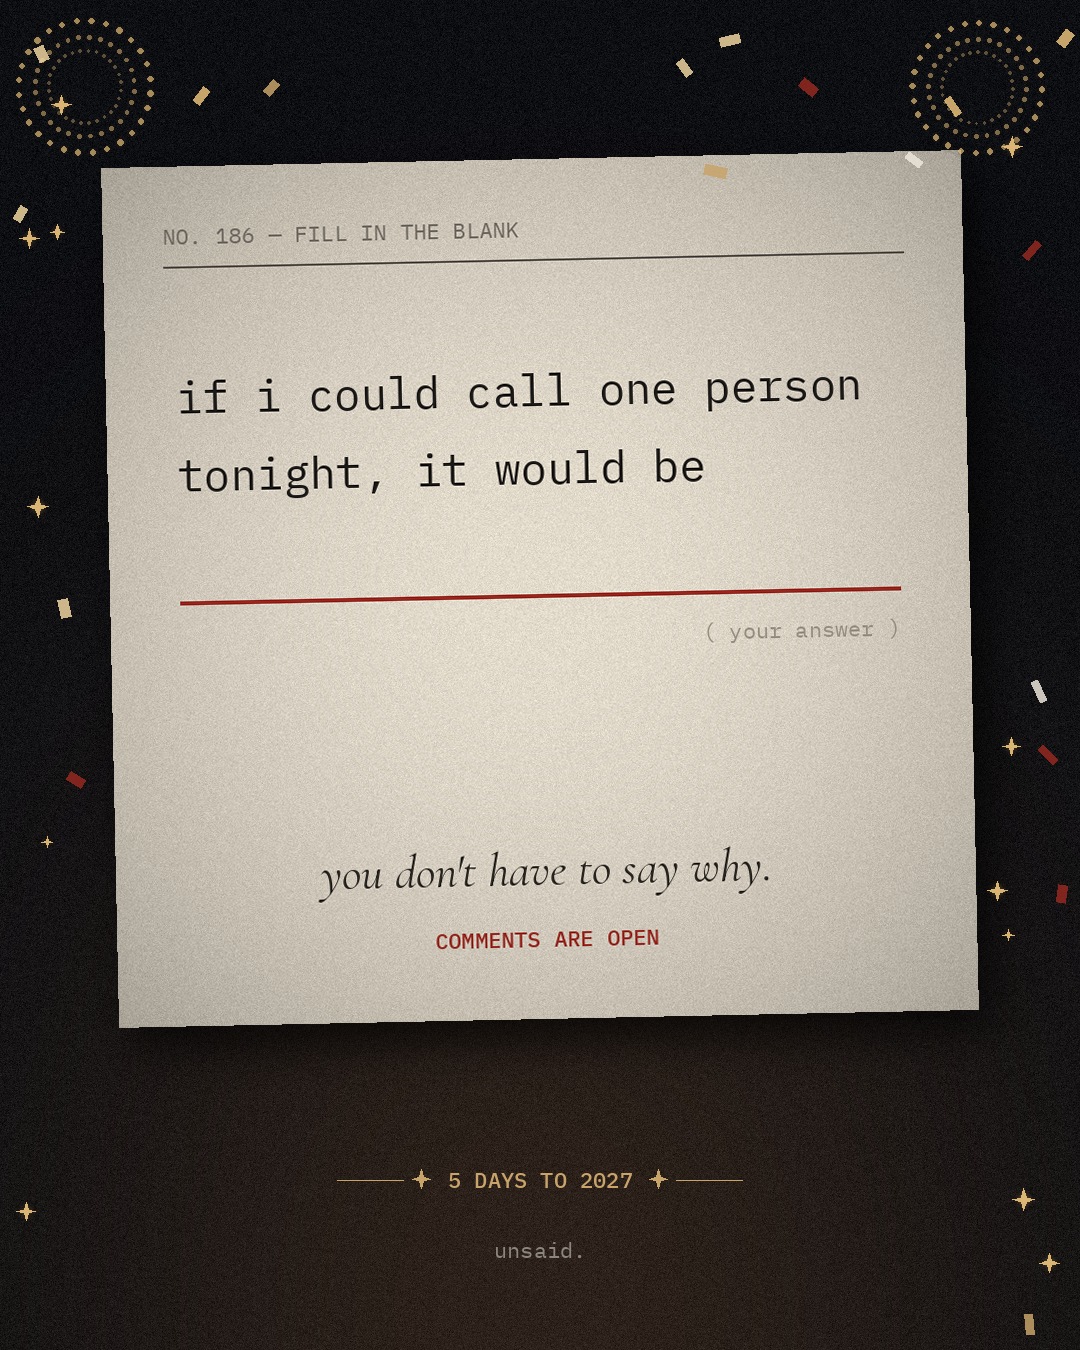 NO. 186 — FILL IN THE BLANK
if i could call one person
tonight, it would be
( your answer )
you don't have to say why.
COMMENTS ARE OPEN
5 DAYS TO 2027
unsaid.